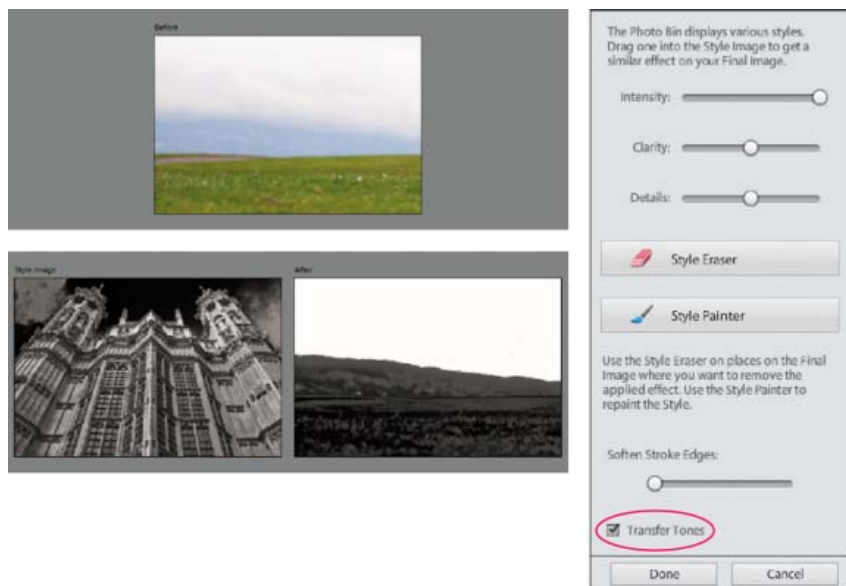 Before
Style Image
After
The Photo Bin displays various styles.
Drag one into the Style Image to get a
similar effect on your Final Image.
Intensity:
Clarity:
Details:
Style Eraser
Style Painter
Use the Style Eraser on places on the Final
Image where you want to remove the
applied effect. Use the Style Painter to
repaint the Style.
Soften Stroke Edges:
Transfer Tones
Done
Cancel